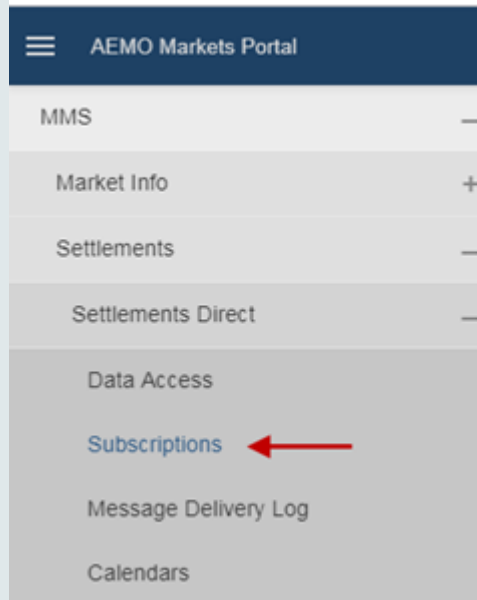 AEMO Markets Portal
MMS
Market Info
Settlements
Settlements Direct
Data Access
Subscriptions
Message Delivery Log
Calendars